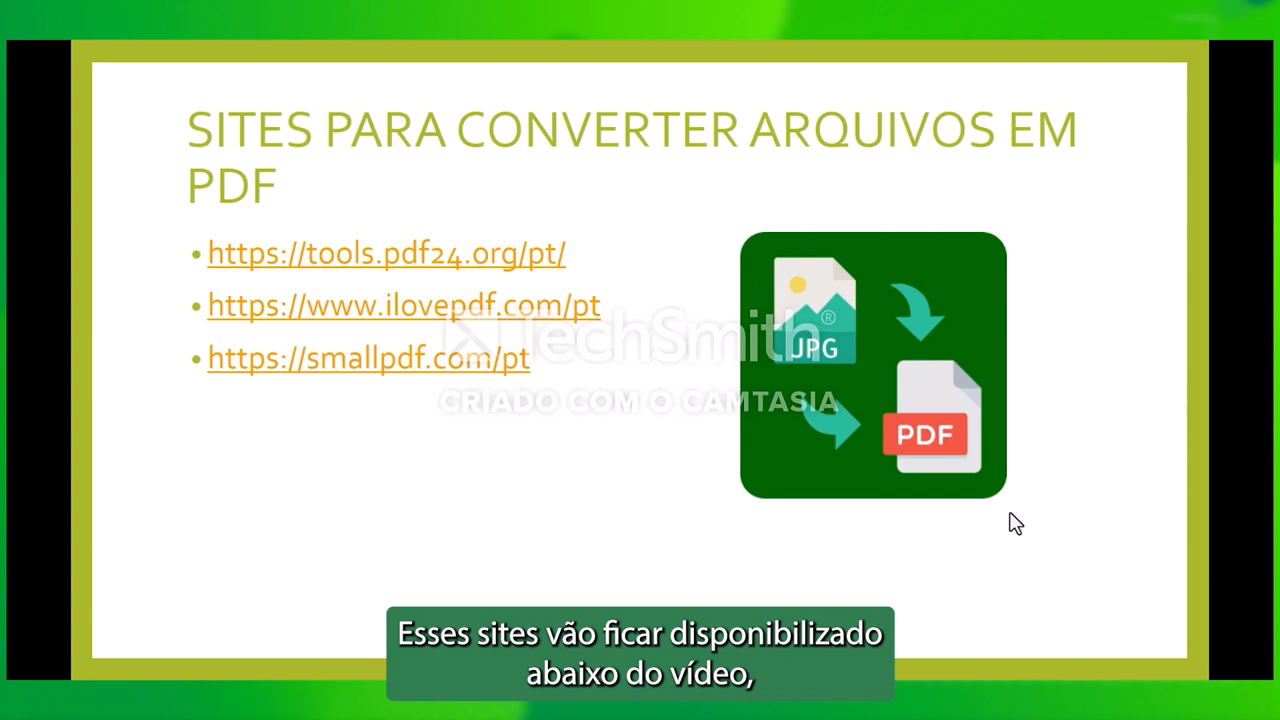 SITES PARA CONVERTER ARQUIVOS EM
PDF
• https://tools.pdf24.org/pt/
• https://www.ilovepdf.com/pt
• https://smallpdf.com/pt
JPG
PDF
TechSmith®
CRIADO COM O CAMTASIA
Esses sites vão ficar disponibilizado
abaixo do vídeo,